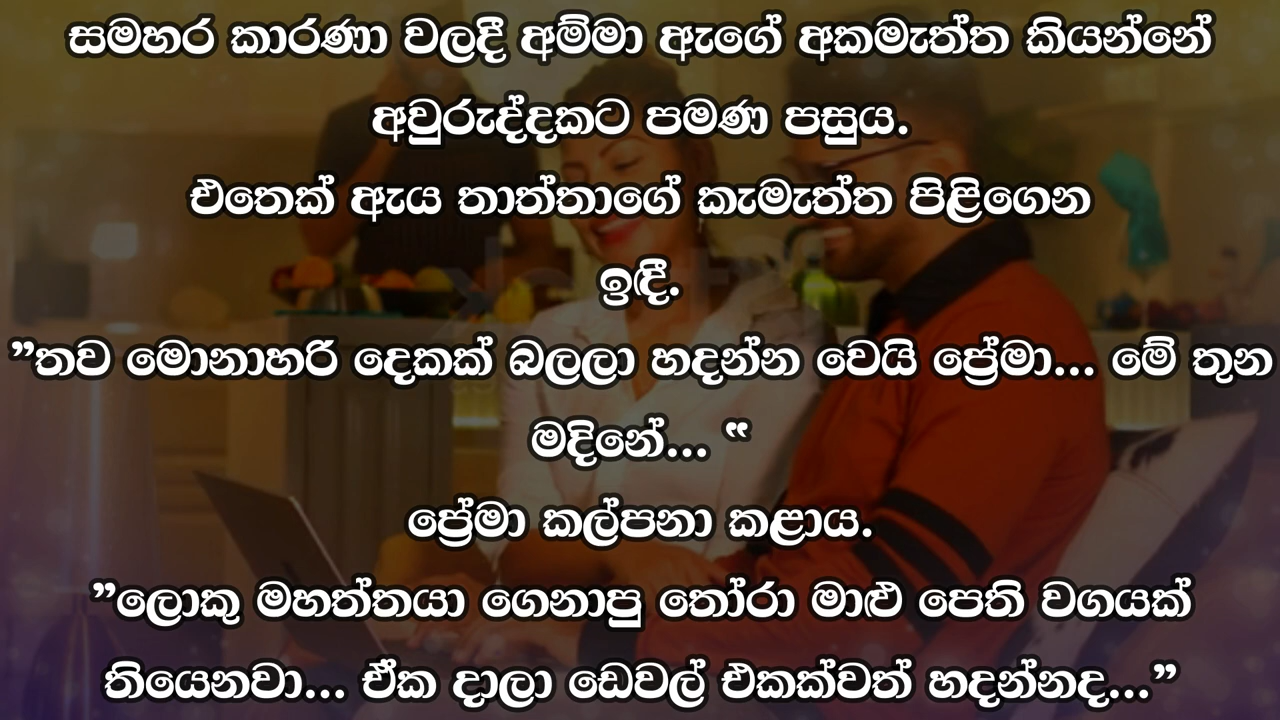 සමහර කාරණා වලදී අම්මා ඇගේ අකමැත්ත කියන්නේ
අවුරුද්දකට පමණ පසුය.
එතෙක් ඇය තාත්තාගේ කැමැත්ත පිළිගෙන
ඉඳී.
”තව මොනාහරි දෙකක් බලලා හදන්න වෙයි ප්‍රේමා... මේ තුන
මදිනේ... “
ප්‍රේමා කල්පනා කළාය.
”ලොකු මහත්තයා ගෙනාපු තෝරා මාළු පෙති වගයක්
තියෙනවා... ඒක දාලා ඩෙවල් එකක්වත් හදන්නද...”